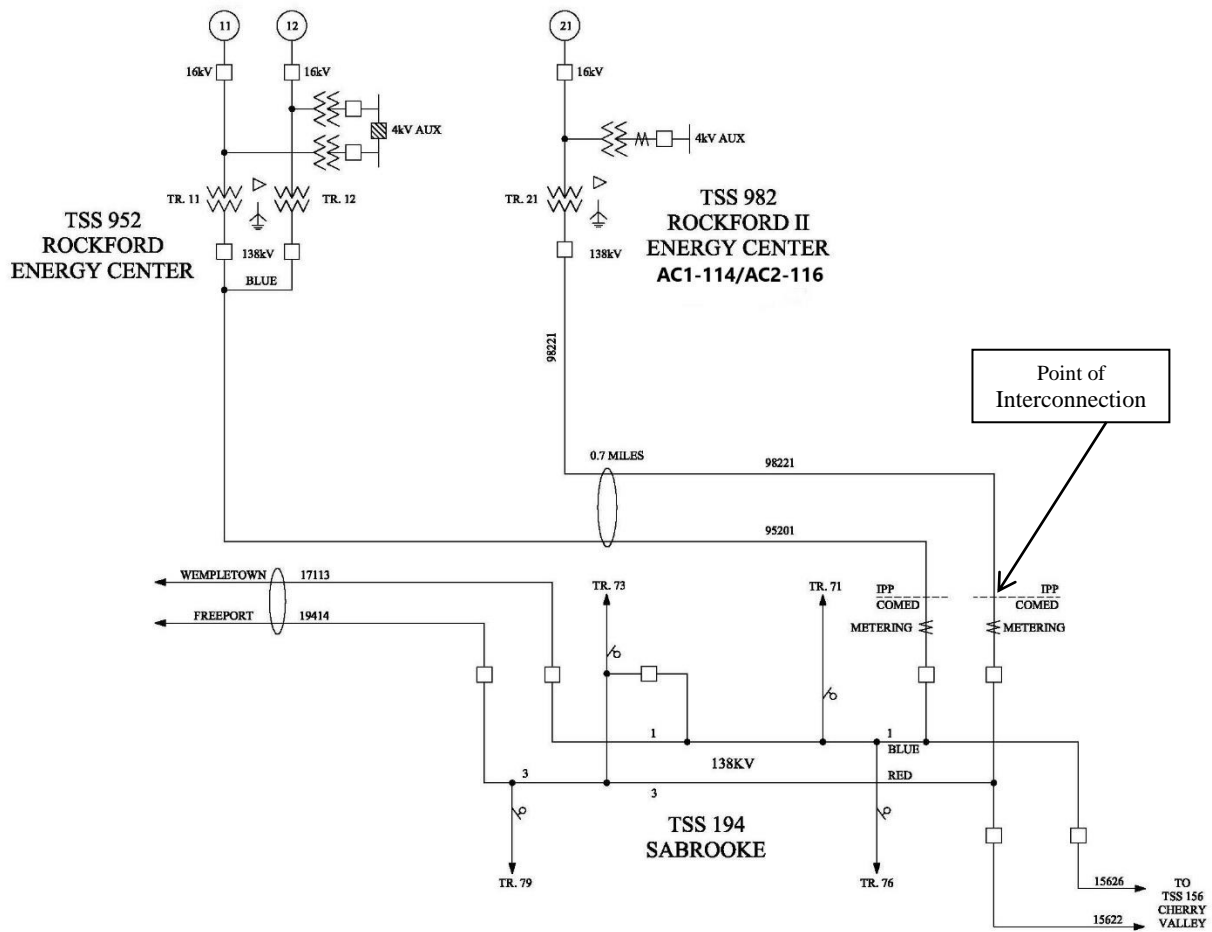 11
12
21
16kV
16kV
16kV
4kV AUX
4kV AUX
TR. 11
TR. 12
TR. 21
TSS 952
ROCKFORD
ENERGY CENTER
TSS 982
ROCKFORD II
ENERGY CENTER
AC1-114/AC2-116
138kV
138kV
BLUE
98221
Point of
Interconnection
0.7 MILES
98221
95201
WEMPLETOWN
17113
FREEPORT
19414
TR. 73
TR. 71
IPP
COMED
METERING
IPP
COMED
METERING
1
1
BLUE
138KV
3
3
RED
TSS 194
SABROOKE
TR. 79
TR. 76
15626
15622
TO
TSS 156
CHERRY
VALLEY